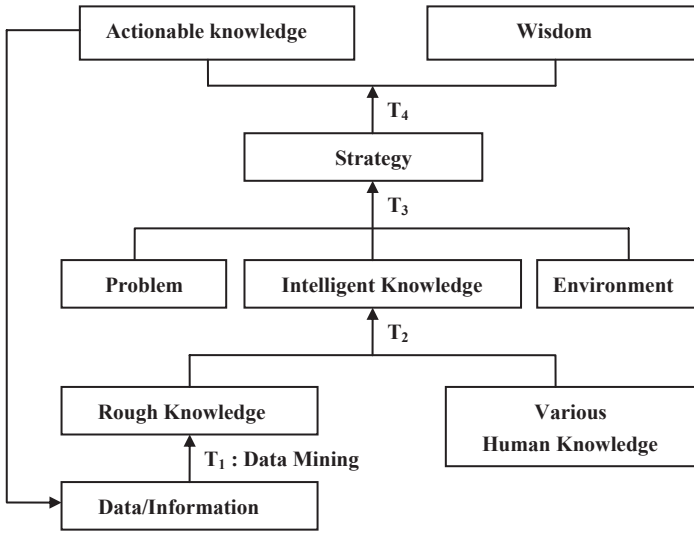 Actionable knowledge
Wisdom
T₄
Strategy
T₃
Problem
Intelligent Knowledge
Environment
T₂
Rough Knowledge
Various
Human Knowledge
T₁ : Data Mining
Data/Information